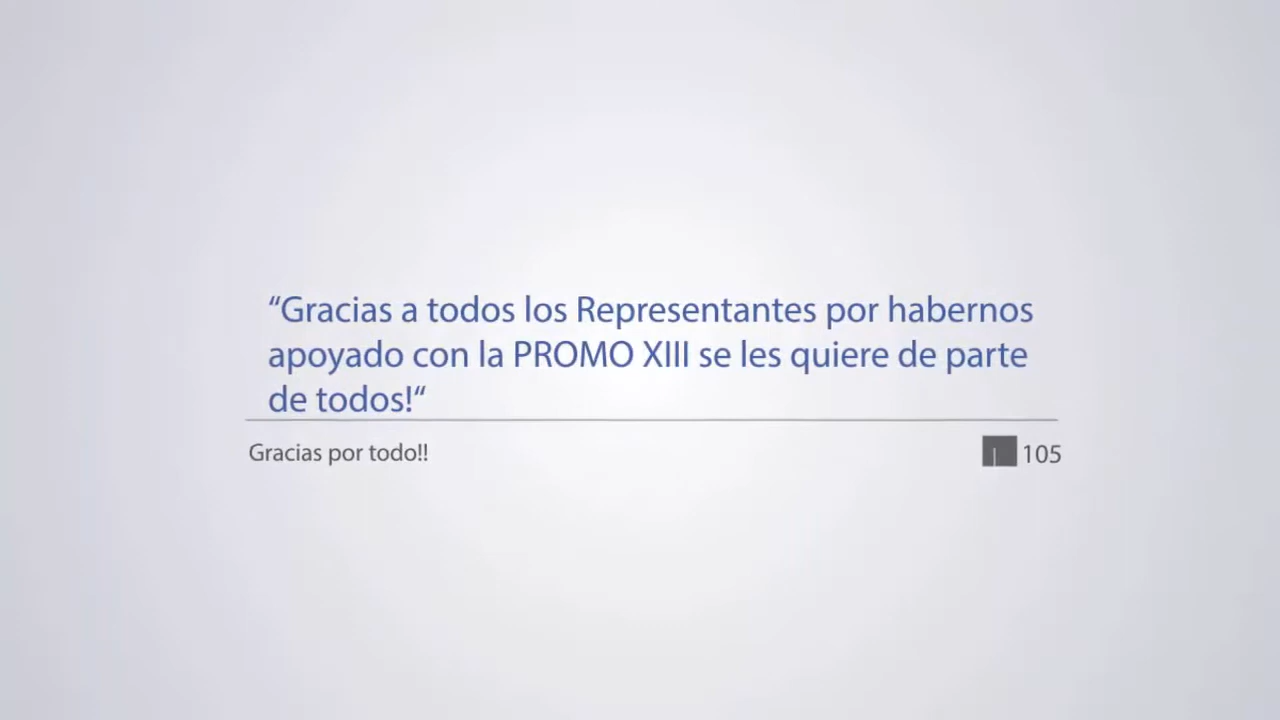 “Gracias a todos los Representantes por habernos
apoyado con la PROMO XIII se les quiere de parte
de todos!“
Gracias por todo!!
105